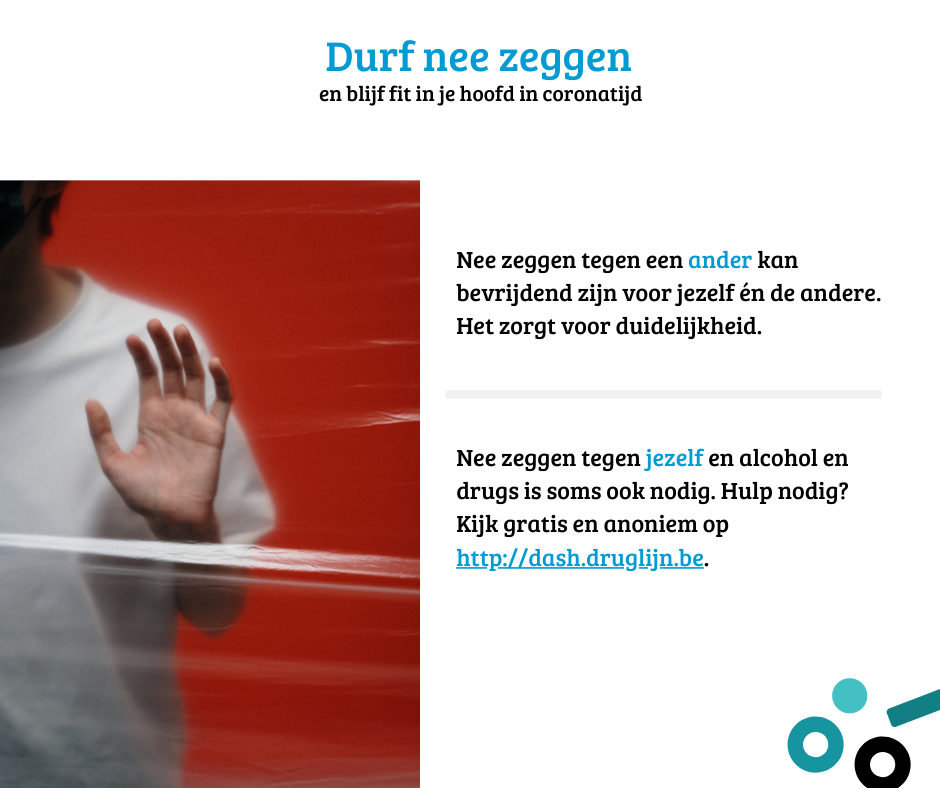 Durf nee zeggen
en blijf fit in je hoofd in coronatijd
Nee zeggen tegen een ander kan
bevrijdend zijn voor jezelf én de andere.
Het zorgt voor duidelijkheid.
Nee zeggen tegen jezelf en alcohol en
drugs is soms ook nodig. Hulp nodig?
Kijk gratis en anoniem op
http://dash.druglijn.be.